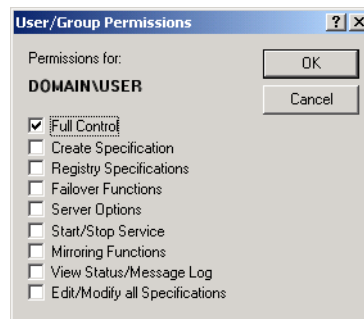 User/Group Permissions
Permissions for:
DOMAIN\USER
OK
Cancel
Full Control
Create Specification
Registry Specifications
Failover Functions
Server Options
Start/Stop Service
Mirroring Functions
View Status/Message Log
Edit/Modify all Specifications